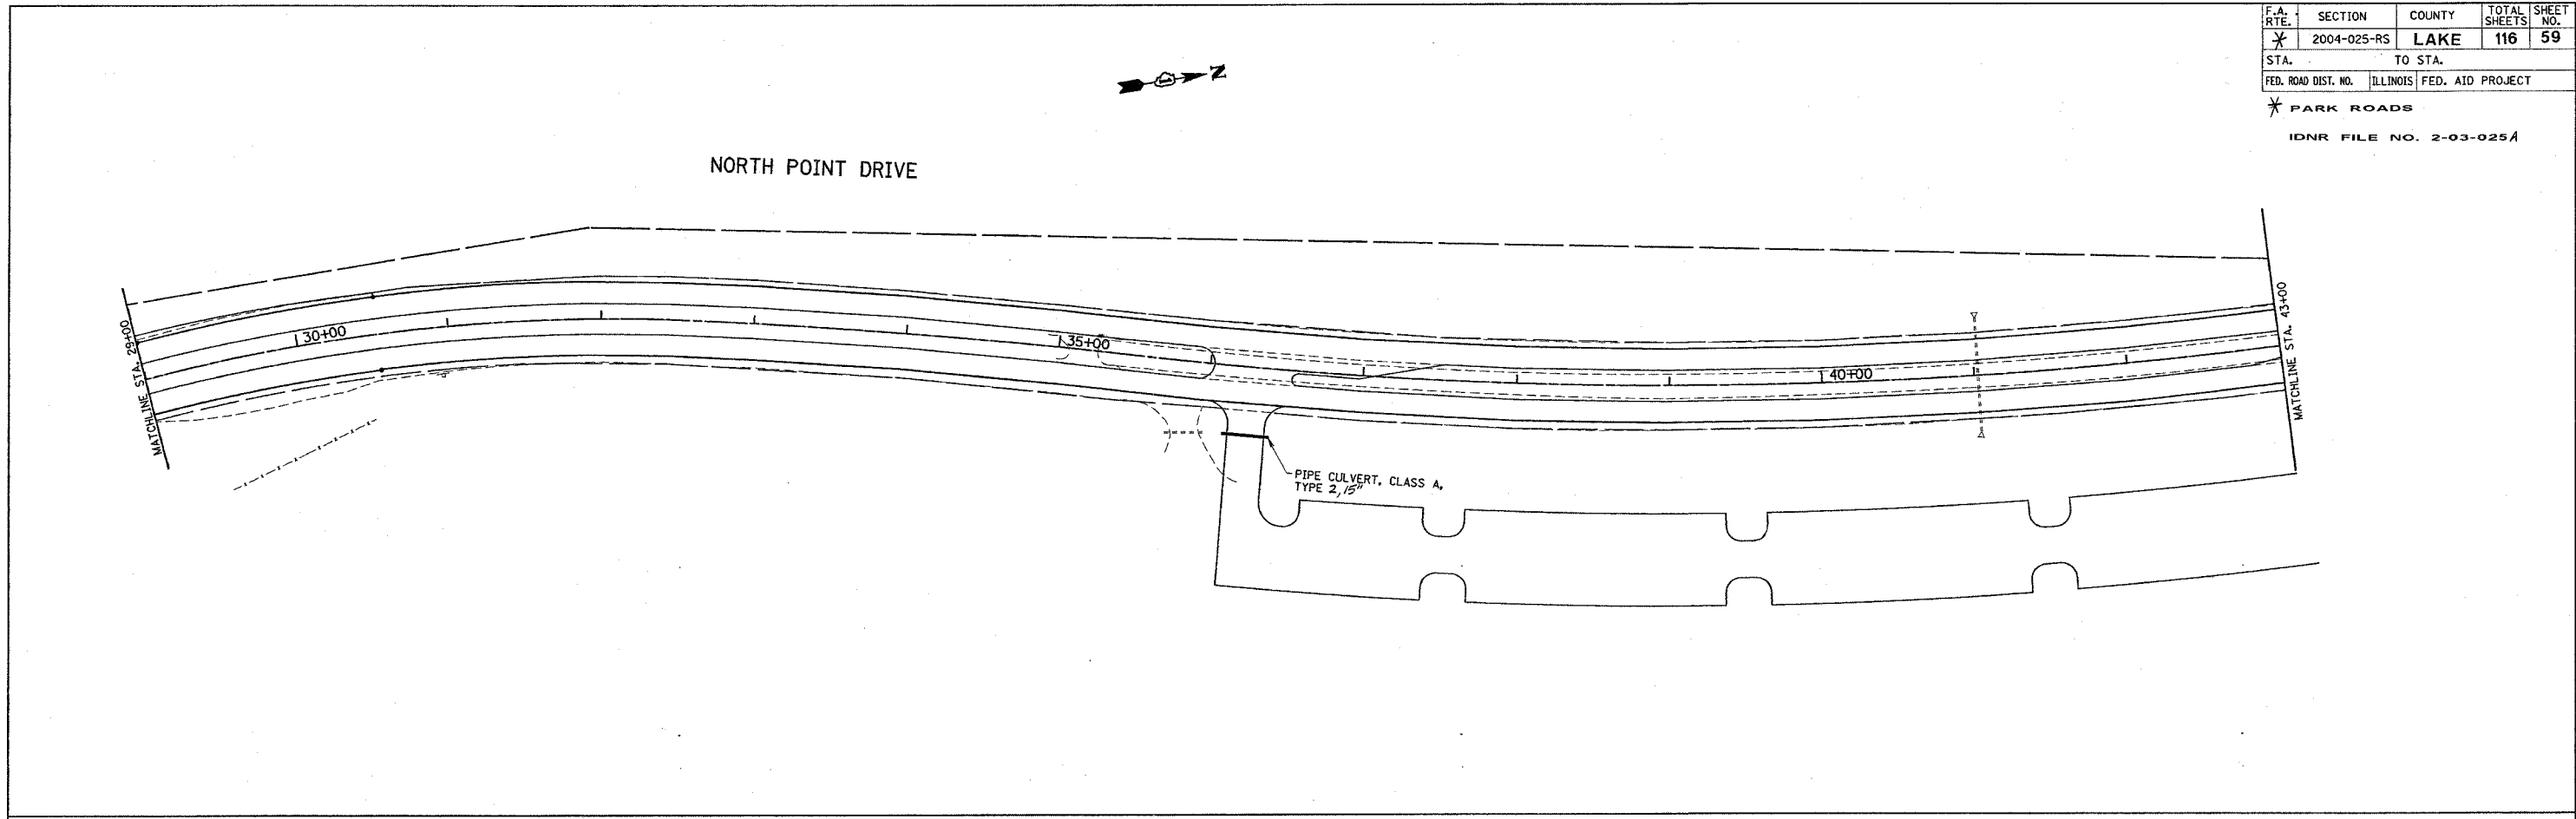 F.A. RTE. SECTION COUNTY TOTAL SHEETS SHEET NO.
* 2004-025-RS LAKE 116 59
STA. TO STA.
FED. ROAD DIST. NO. ILLINOIS FED. AID PROJECT
* PARK ROADS
IDNR FILE NO. 2-03-025A
N
NORTH POINT DRIVE
MATCHLINE STA. 29+00
30+00
35+00
40+00
MATCHLINE STA. 43+00
PIPE CULVERT, CLASS A,
TYPE 2, 15"